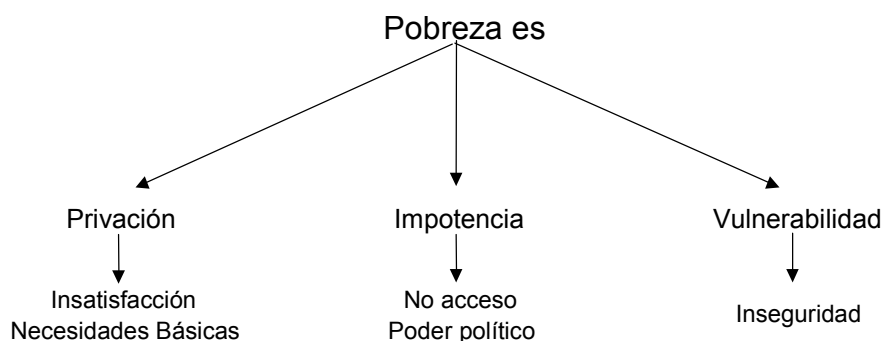 Pobreza es
Privación
Impotencia
Vulnerabilidad
Insatisfacción
Necesidades Básicas
No acceso
Poder político
Inseguridad